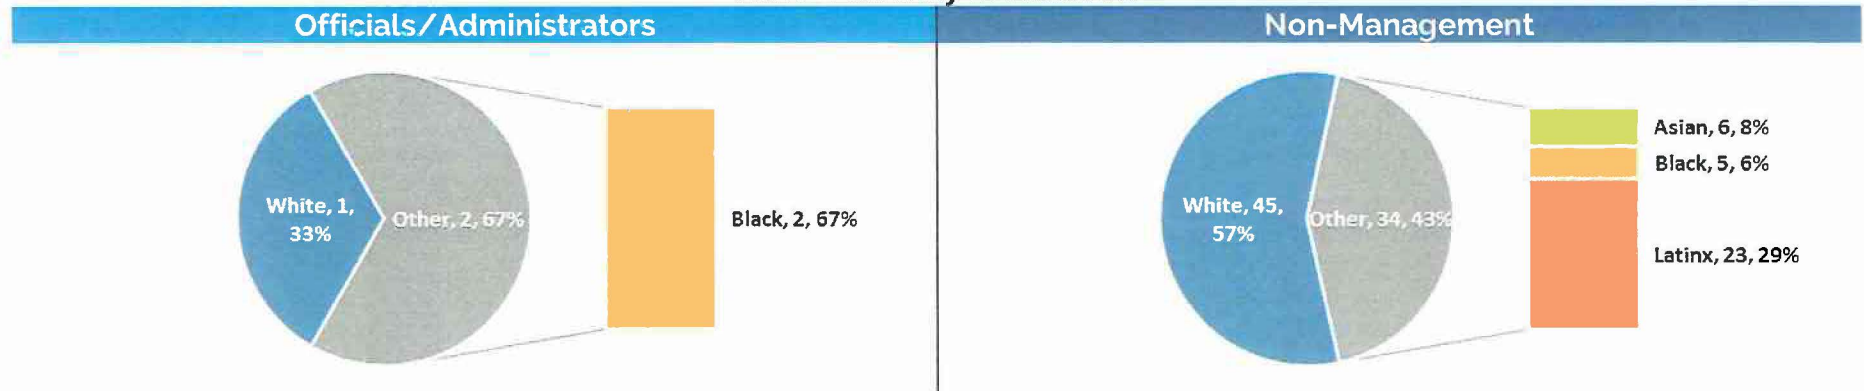 Officials/Administrators
White, 1,
33%
Other, 2, 67%
Black, 2, 67%
Non-Management
White, 45,
57%
Other, 34, 43%
Asian, 6, 8%
Black, 5, 6%
Latinx, 23, 29%